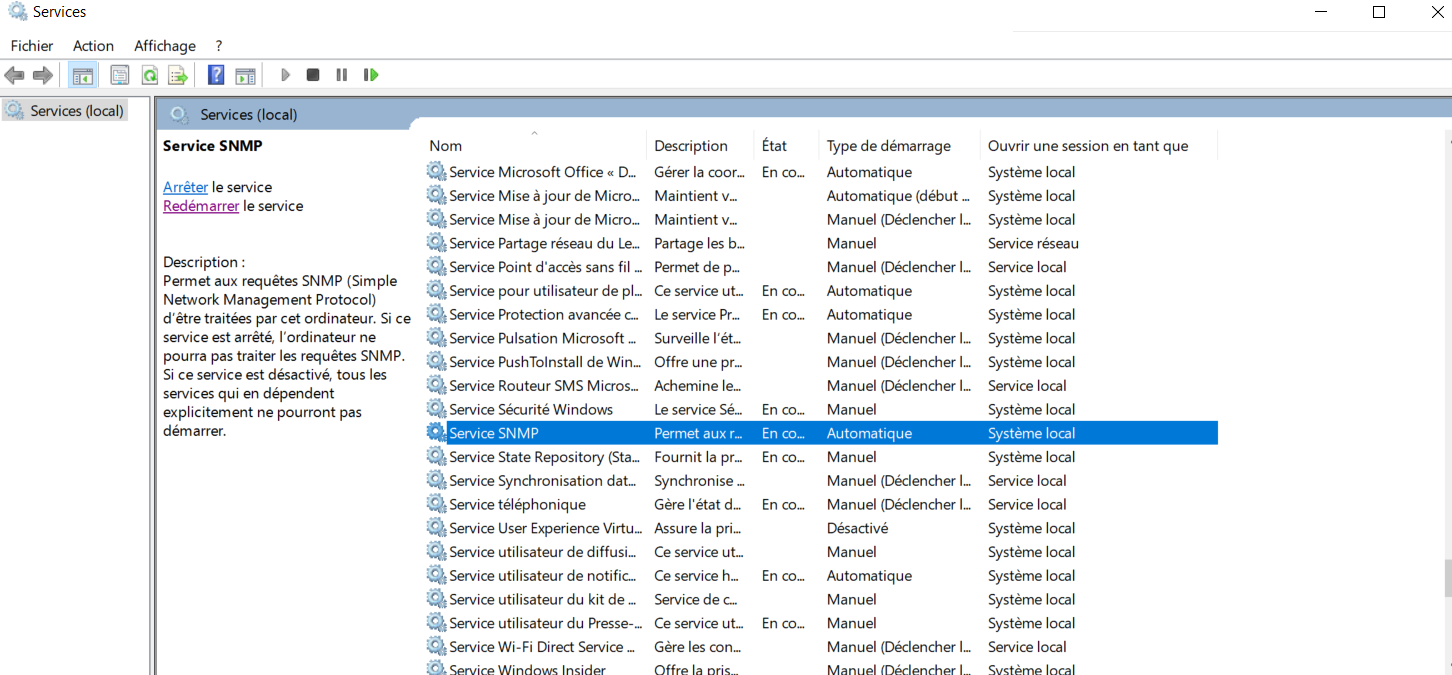 Services
Fichier Action Affichage ?
Services (local)
Services (local)
Service SNMP
Arrêter le service
Redémarrer le service
Description :
Permet aux requêtes SNMP (Simple
Network Management Protocol)
d’être traitées par cet ordinateur. Si ce
service est arrêté, l’ordinateur ne
pourra pas traiter les requêtes SNMP.
Si ce service est désactivé, tous les
services qui en dépendent
explicitement ne pourront pas
démarrer.
Nom Description État Type de démarrage Ouvrir une session en tant que
Service Microsoft Office « D... Gérer la coor... En co... Automatique Système local
Service Mise à jour de Micro... Maintient v... Automatique (début ... Système local
Service Mise à jour de Micro... Maintient v... Manuel (Déclencher l... Système local
Service Partage réseau du Le... Partage les b... Manuel Service réseau
Service Point d'accès sans fil ... Permet de p... Manuel (Déclencher l... Service local
Service pour utilisateur de pl... Ce service ut... En co... Automatique Système local
Service Protection avancée c... Le service Pr... En co... Automatique Système local
Service Pulsation Microsoft ... Surveille l’ét... Manuel (Déclencher l... Système local
Service PushToInstall de Win... Offre une pr... Manuel (Déclencher l... Système local
Service Routeur SMS Micros... Achemine le... Manuel (Déclencher l... Service local
Service Sécurité Windows Le service Sé... En co... Manuel Système local
Service SNMP Permet aux r... En co... Automatique Système local
Service State Repository (Sta... Fournit la pr... En co... Manuel Système local
Service Synchronisation dat... Synchronise ... Manuel (Déclencher l... Service local
Service téléphonique Gère l'état d... En co... Manuel (Déclencher l... Service local
Service User Experience Virtu... Assure la pri... Désactivé Système local
Service utilisateur de diffusi... Ce service ut... Manuel Système local
Service utilisateur de notific... Ce service h... En co... Automatique Système local
Service utilisateur du kit de ... Service de c... Manuel Système local
Service utilisateur du Presse-... Ce service ut... En co... Manuel Système local
Service Wi-Fi Direct Service ... Gère les con... Manuel (Déclencher l... Service local
Service Windows Insider Offre la pris... Manuel (Déclencher l... Système local